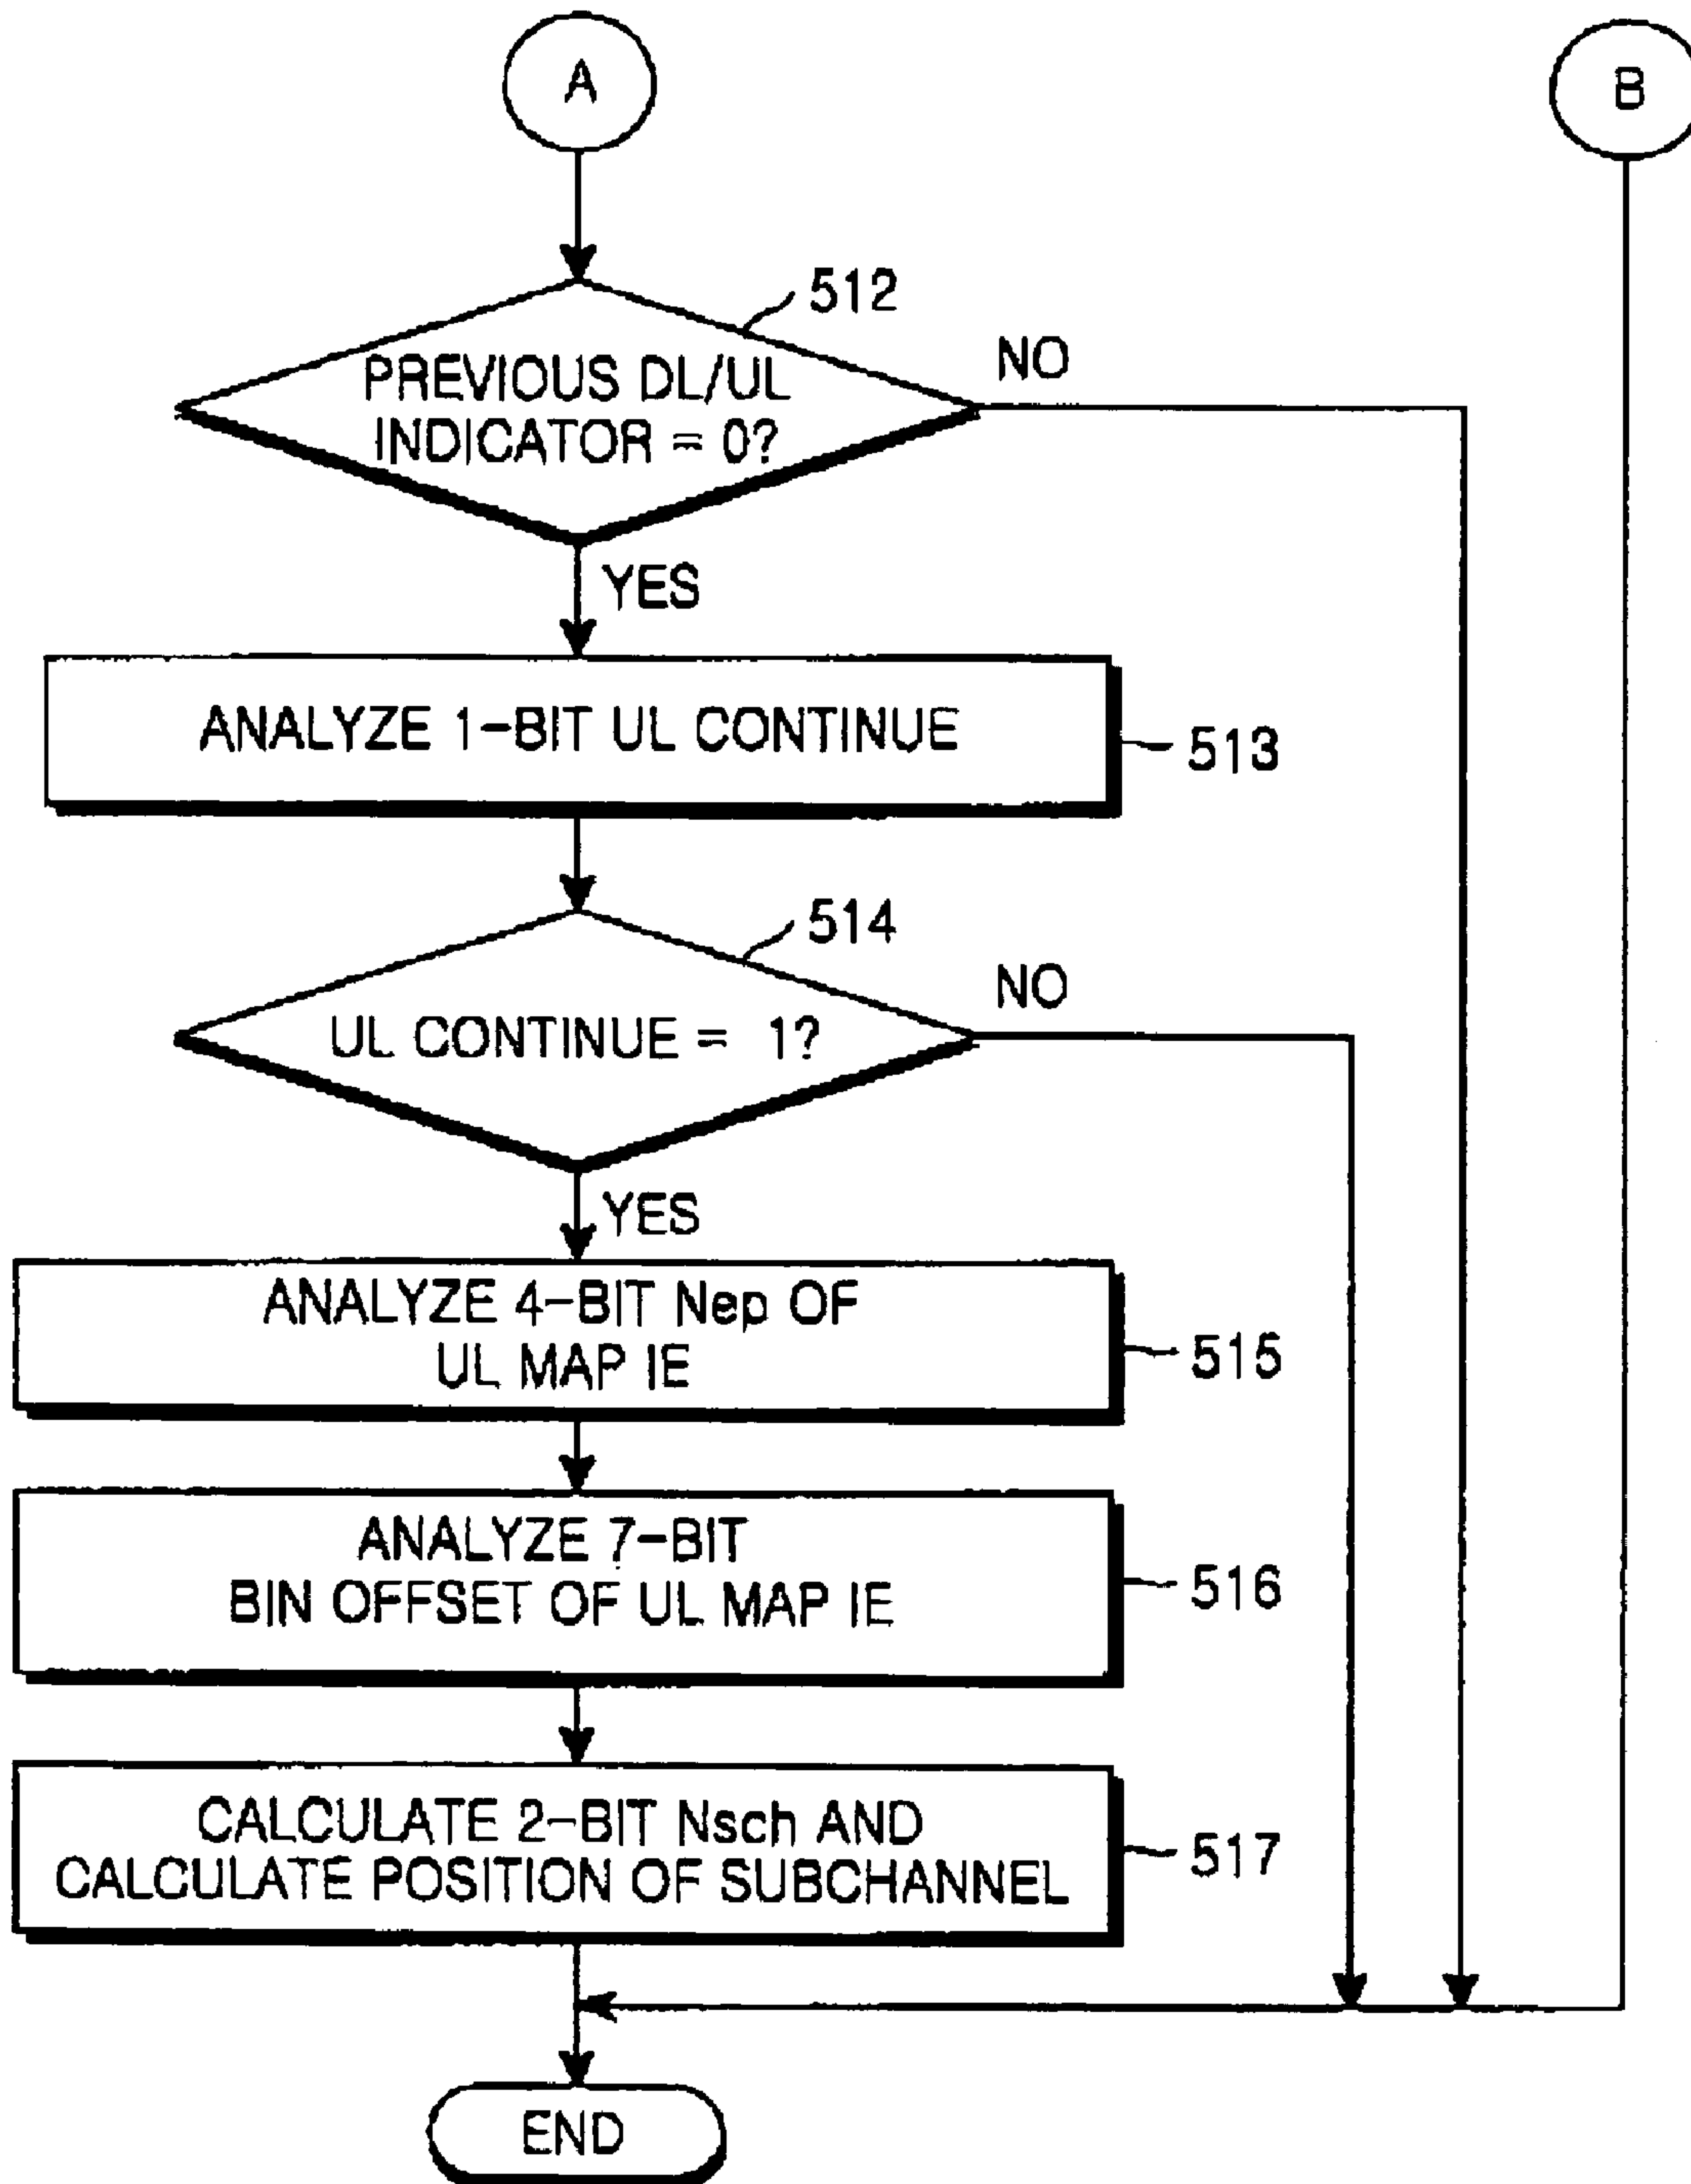 A
B
512
PREVIOUS DL/UL
INDICATOR = 0?
NO
YES
ANALYZE 1-BIT UL CONTINUE
513
514
UL CONTINUE = 1?
NO
YES
ANALYZE 4-BIT Nep OF
UL MAP IE
515
ANALYZE 7-BIT
BIN OFFSET OF UL MAP IE
516
CALCULATE 2-BIT Nsch AND
CALCULATE POSITION OF SUBCHANNEL
517
END